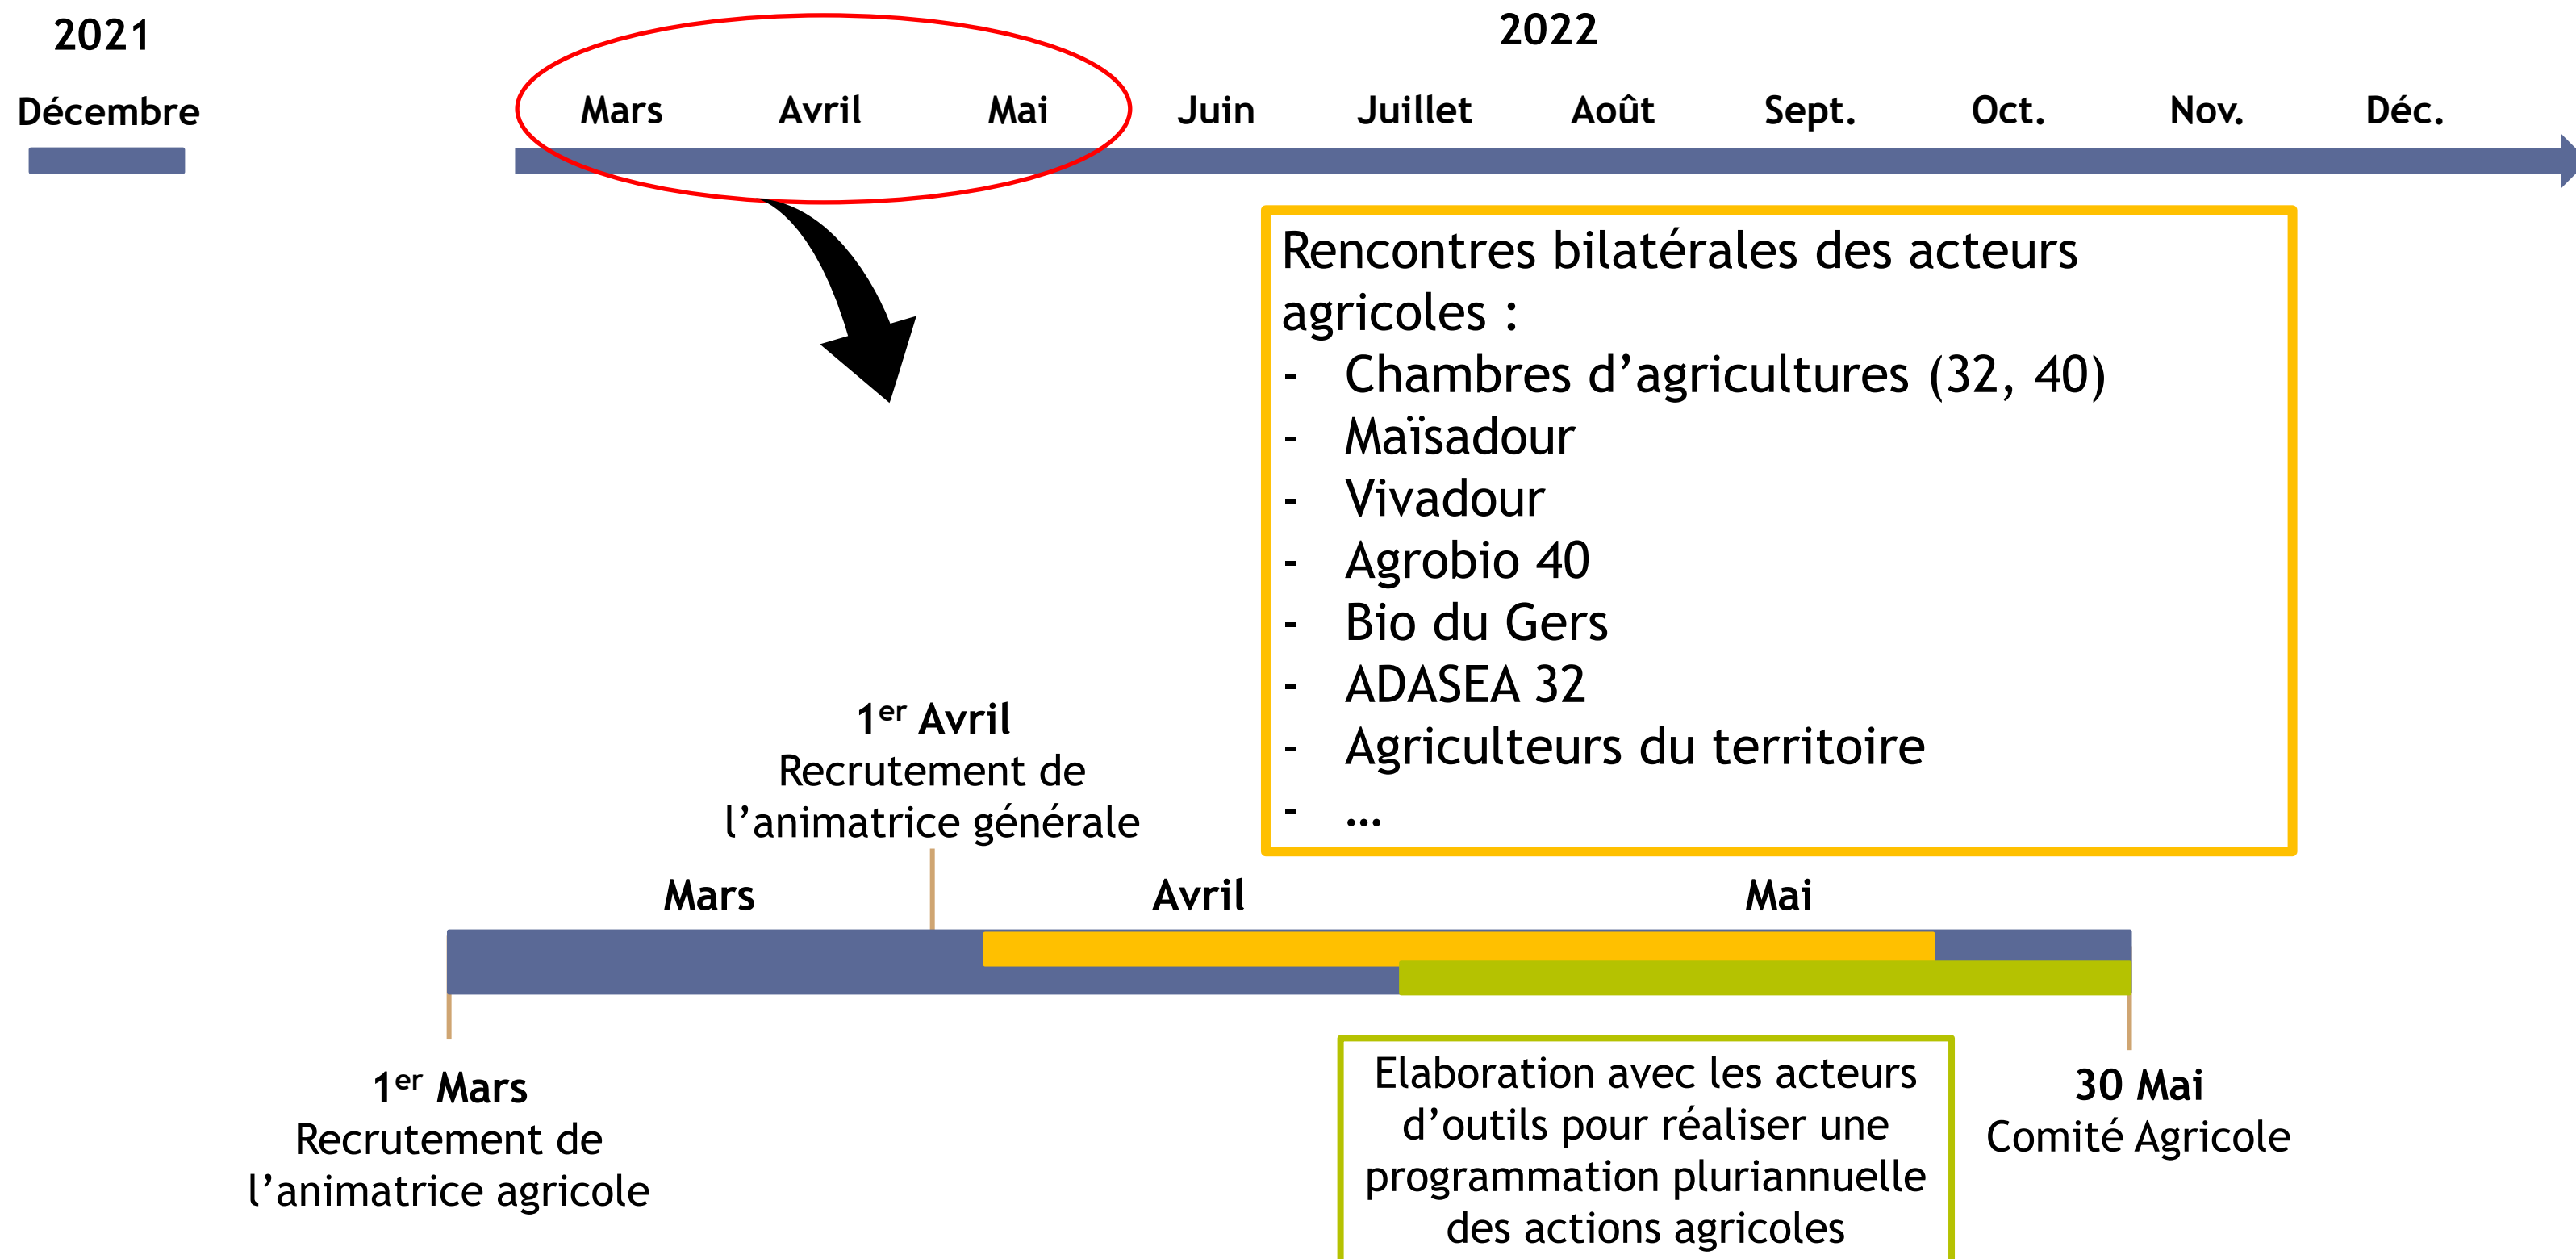 2021
2022
Décembre
Mars Avril Mai Juin Juillet Août Sept. Oct. Nov. Déc.
Rencontres bilatérales des acteurs
agricoles :
- Chambres d’agricultures (32, 40)
- Maïsadour
- Vivadour
- Agrobio 40
- Bio du Gers
- ADASEA 32
- Agriculteurs du territoire
- …
1er Avril
Recrutement de
l’animatrice générale
Mars Avril Mai
1er Mars
Recrutement de
l’animatrice agricole
Elaboration avec les acteurs
d’outils pour réaliser une
programmation pluriannuelle
des actions agricoles
30 Mai
Comité Agricole